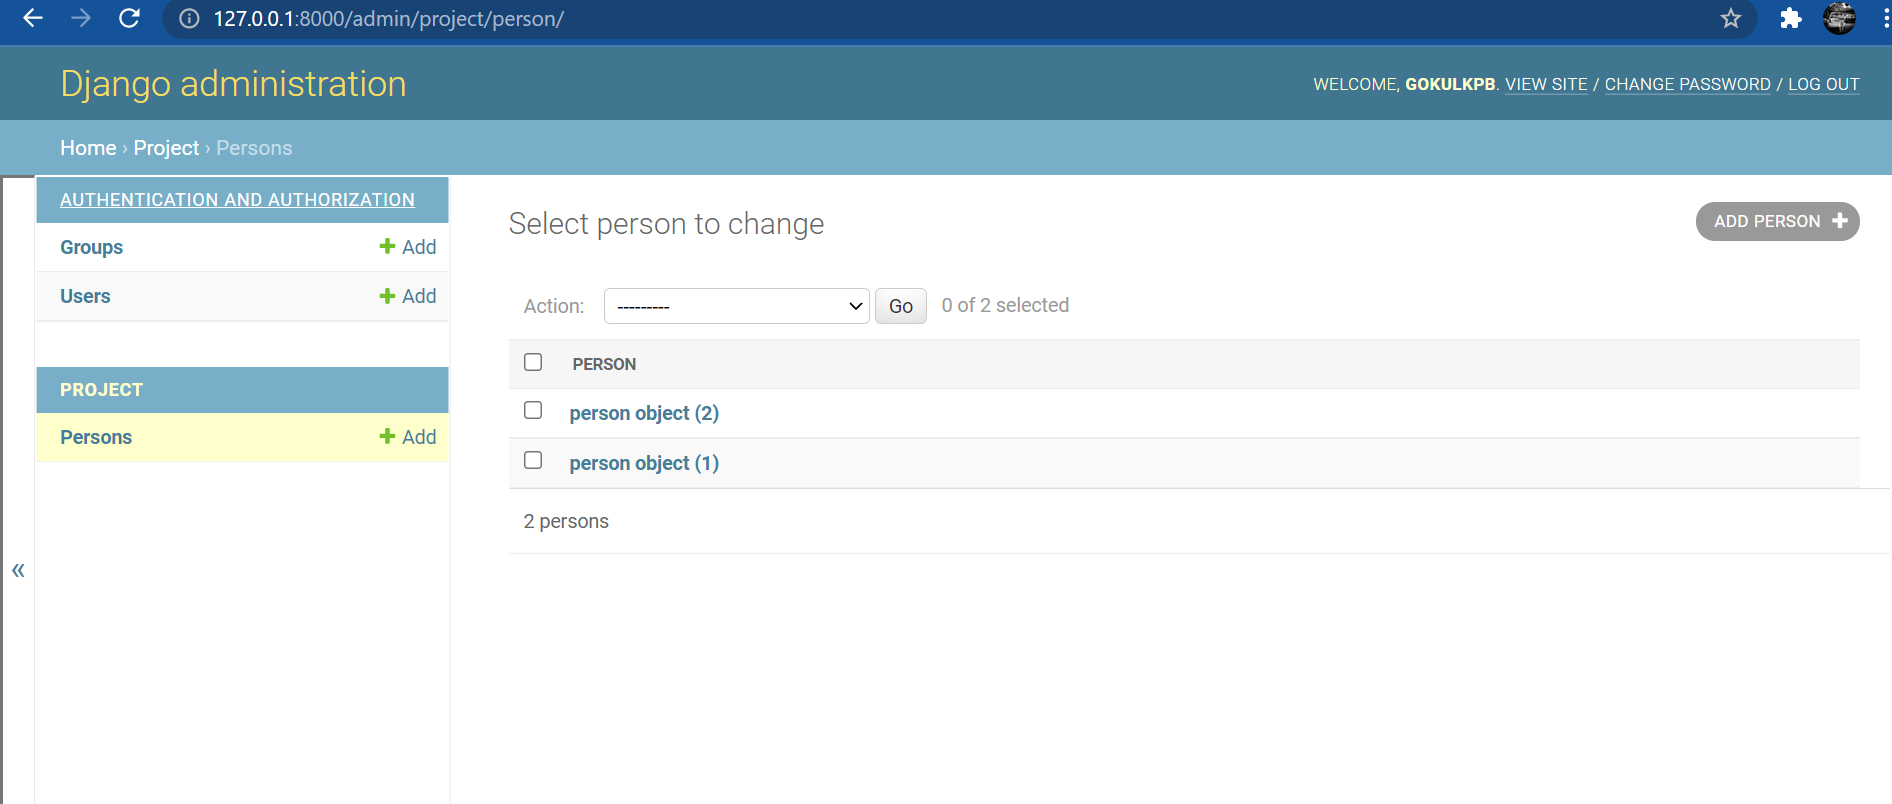 127.0.0.1:8000/admin/project/person/
Django administration
WELCOME, GOKULKPB. VIEW SITE / CHANGE PASSWORD / LOG OUT
Home › Project › Persons
AUTHENTICATION AND AUTHORIZATION
Groups + Add
Users + Add
PROJECT
Persons + Add
«
Select person to change
ADD PERSON +
Action: --------- Go 0 of 2 selected
PERSON
person object (2)
person object (1)
2 persons